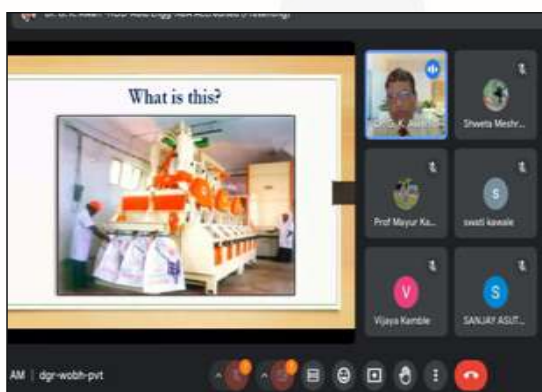 What is this?
Shweta Meshr...
Prof Mayur Ka...
swati kawale
S
Vijaya Kamble
V
SANJAY ASUT...
S
AM | dgr-wobh-pvt